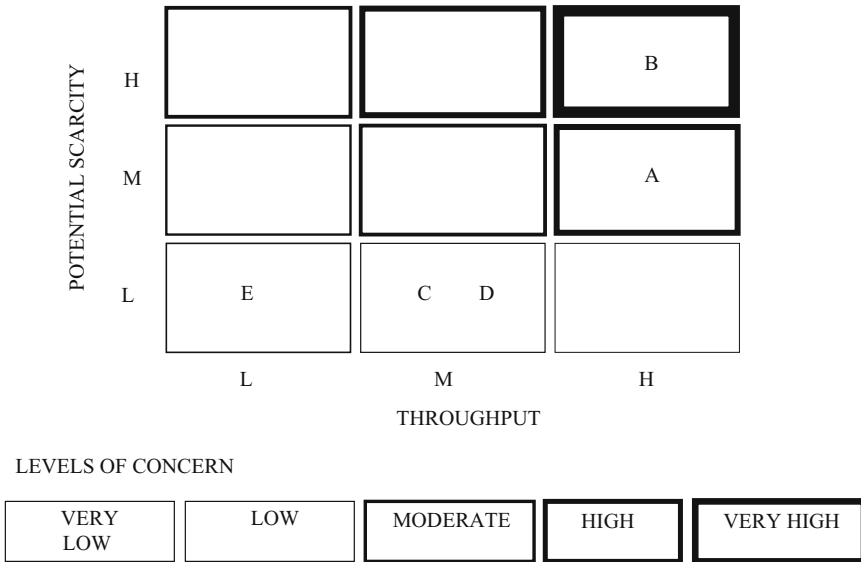 POTENTIAL SCARCITY
H
B
M
A
L
E
C D
L M H
THROUGHPUT
LEVELS OF CONCERN
VERY LOW
LOW
MODERATE
HIGH
VERY HIGH